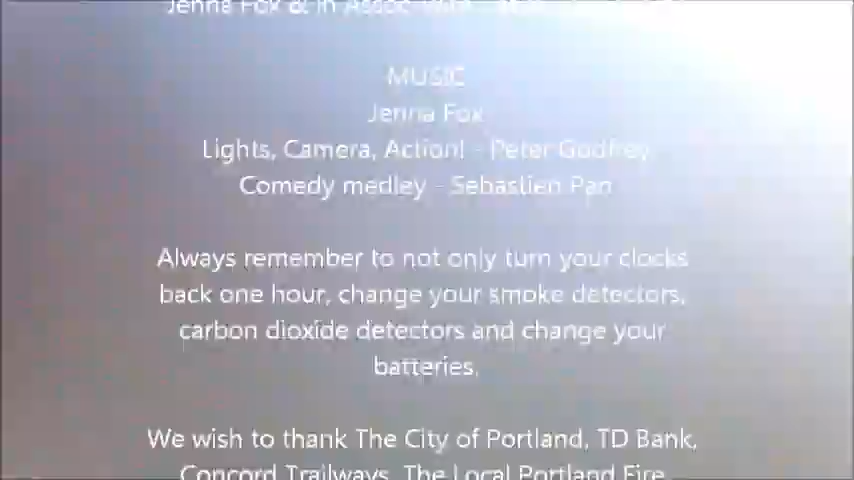 Jenna Fox & in Assoc
MUSIC
Jenna Fox
Lights, Camera, Action! - Peter Godfrey
Comedy medley - Sebastien Pan
Always remember to not only turn your clocks
back one hour, change your smoke detectors,
carbon dioxide detectors and change your
batteries.
We wish to thank The City of Portland, TD Bank,
Concord Trailways, The Local Portland Fire